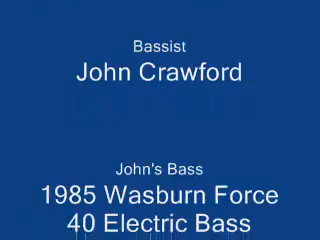 Bassist
John Crawford
John's Bass
1985 Wasburn Force
40 Electric Bass